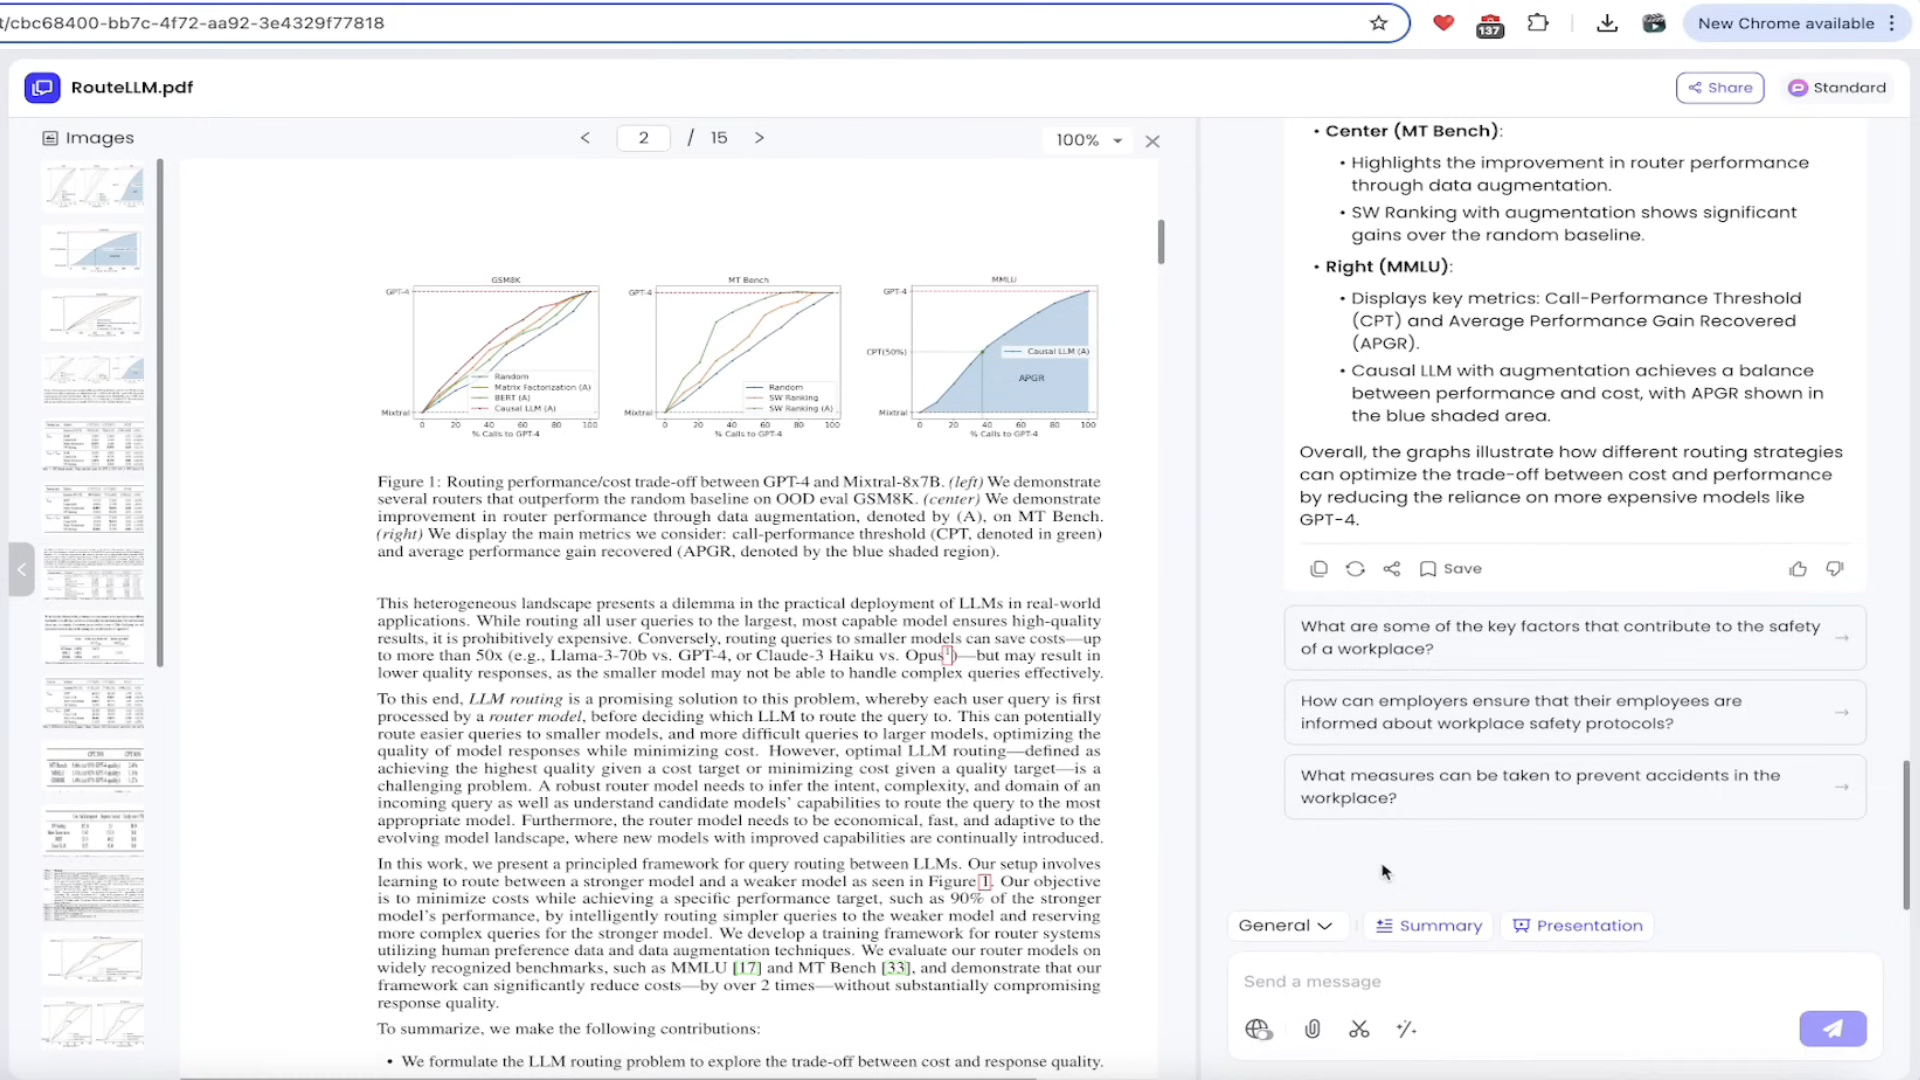 t/cbc68400-bb7c-4f72-aa92-3e4329f77818
137
New Chrome available
RouteLLM.pdf
Share
Standard
Images
2 / 15
100%
GSM8K
GPT-4
Mixtral
Random
Matrix Factorization (A)
BERT (A)
Causal LLM (A)
0 20 40 60 80 100
% Calls to GPT-4
MT Bench
GPT-4
Mixtral
Random
SW Ranking
SW Ranking (A)
0 20 40 60 80 100
% Calls to GPT-4
MMLU
GPT-4
CPT(50%)
Mixtral
Causal LLM (A)
APGR
0 20 40 60 80 100
% Calls to GPT-4
Figure 1: Routing performance/cost trade-off between GPT-4 and Mixtral-8x7B. (left) We demonstrate
several routers that outperform the random baseline on OOD eval GSM8K. (center) We demonstrate
improvement in router performance through data augmentation, denoted by (A), on MT Bench.
(right) We display the main metrics we consider: call-performance threshold (CPT, denoted in green)
and average performance gain recovered (APGR, denoted by the blue shaded region).
This heterogeneous landscape presents a dilemma in the practical deployment of LLMs in real-world
applications. While routing all user queries to the largest, most capable model ensures high-quality
results, it is prohibitively expensive. Conversely, routing queries to smaller models can save costs—up
to more than 50x (e.g., Llama-3-70b vs. GPT-4, or Claude-3 Haiku vs. Opus1)—but may result in
lower quality responses, as the smaller model may not be able to handle complex queries effectively.
To this end, LLM routing is a promising solution to this problem, whereby each user query is first
processed by a router model, before deciding which LLM to route the query to. This can potentially
route easier queries to smaller models, and more difficult queries to larger models, optimizing the
quality of model responses while minimizing cost. However, optimal LLM routing—defined as
achieving the highest quality given a cost target or minimizing cost given a quality target—is a
challenging problem. A robust router model needs to infer the intent, complexity, and domain of an
incoming query as well as understand candidate models' capabilities to route the query to the most
appropriate model. Furthermore, the router model needs to be economical, fast, and adaptive to the
evolving model landscape, where new models with improved capabilities are continually introduced.
In this work, we present a principled framework for query routing between LLMs. Our setup involves
learning to route between a stronger model and a weaker model as seen in Figure 1. Our objective
is to minimize costs while achieving a specific performance target, such as 90% of the stronger
model's performance, by intelligently routing simpler queries to the weaker model and reserving
more complex queries for the stronger model. We develop a training framework for router systems
utilizing human preference data and data augmentation techniques. We evaluate our router models on
widely recognized benchmarks, such as MMLU [17] and MT Bench [33], and demonstrate that our
framework can significantly reduce costs—by over 2 times—without substantially compromising
response quality.
To summarize, we make the following contributions:
• We formulate the LLM routing problem to explore the trade-off between cost and response quality.
• Center (MT Bench):
• Highlights the improvement in router performance
through data augmentation.
• SW Ranking with augmentation shows significant
gains over the random baseline.
• Right (MMLU):
• Displays key metrics: Call-Performance Threshold
(CPT) and Average Performance Gain Recovered
(APGR).
• Causal LLM with augmentation achieves a balance
between performance and cost, with APGR shown in
the blue shaded area.
Overall, the graphs illustrate how different routing strategies
can optimize the trade-off between cost and performance
by reducing the reliance on more expensive models like
GPT-4.
Save
What are some of the key factors that contribute to the safety
of a workplace?
How can employers ensure that their employees are
informed about workplace safety protocols?
What measures can be taken to prevent accidents in the
workplace?
General
Summary
Presentation
Send a message